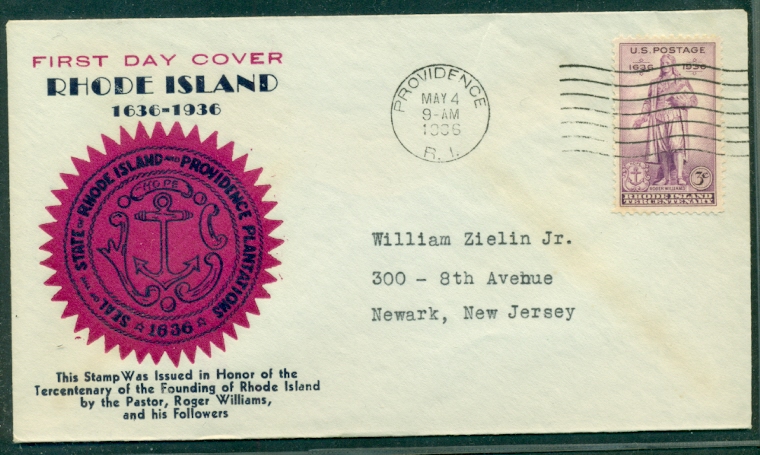 FIRST DAY COVER
RHODE ISLAND
1636-1936
SEAL OF THE STATE OF RHODE ISLAND AND PROVIDENCE PLANTATIONS
HOPE
1636
This Stamp Was Issued in Honor of the
Tercentenary of the Founding of Rhode Island
by the Pastor, Roger Williams,
and his Followers
PROVIDENCE
MAY 4
9-AM
1936
R. I.
U.S. POSTAGE
1636 1936
ROGER WILLIAMS
3¢
RHODE ISLAND
TERCENTENARY
William Zielin Jr.
300 - 8th Avenue
Newark, New Jersey